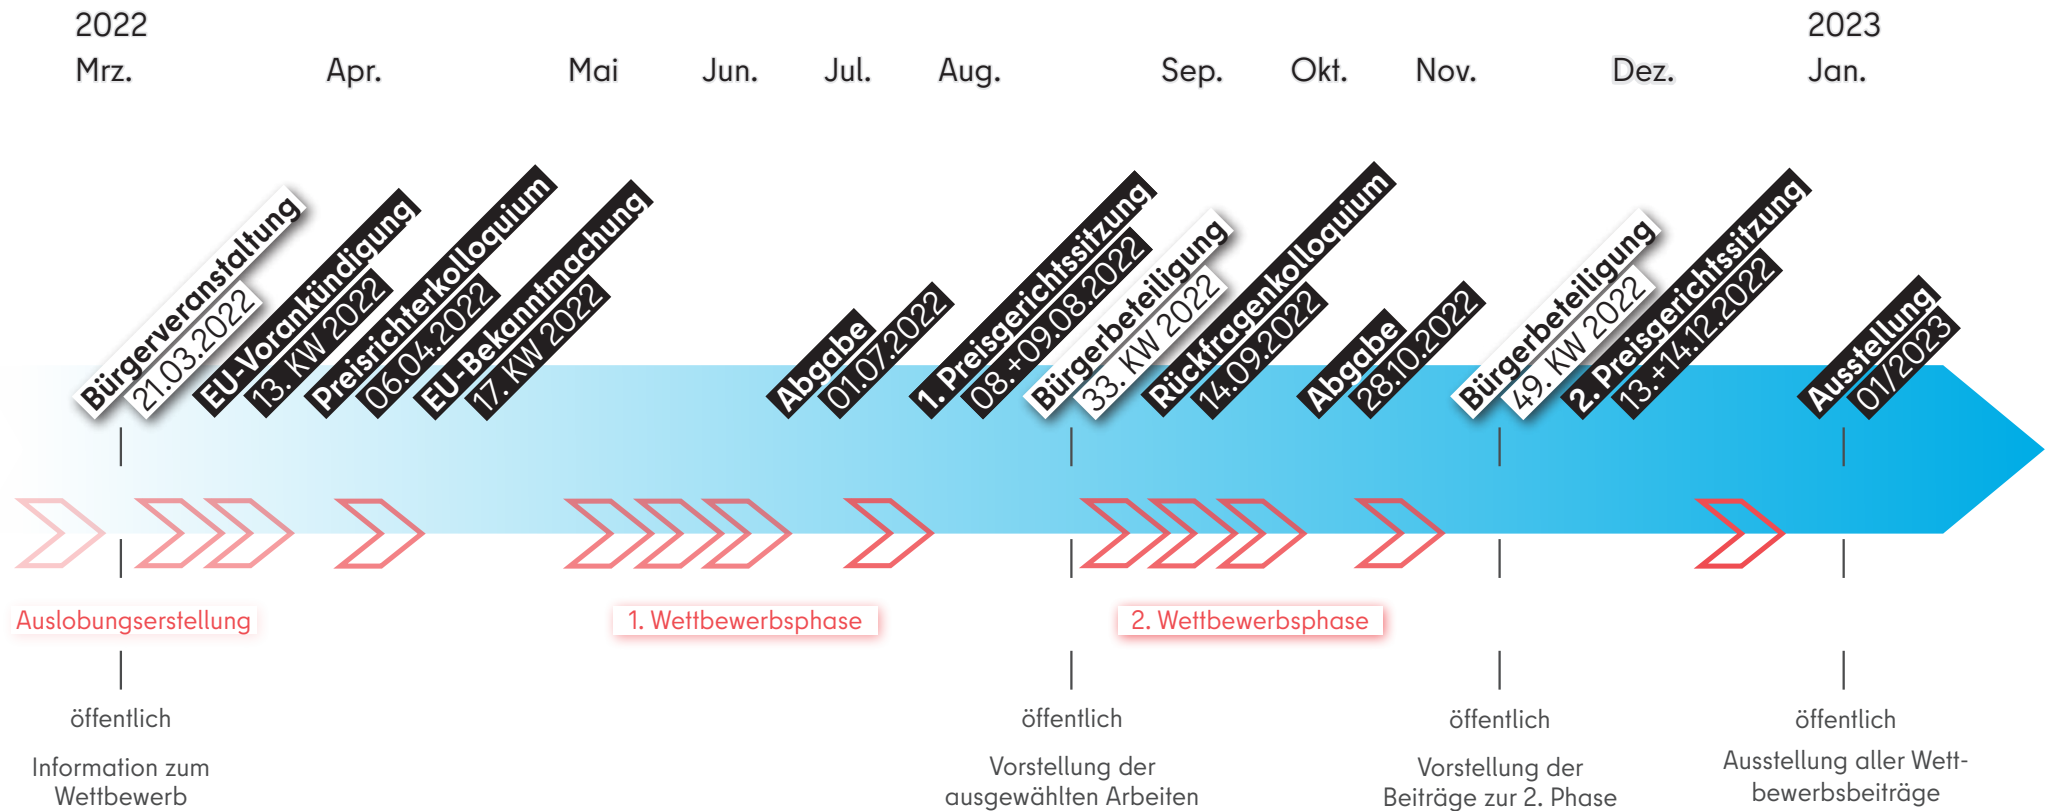 2022
2023
Mrz.
Apr.
Mai
Jun.
Jul.
Aug.
Sep.
Okt.
Nov.
Dez.
Jan.
Bürgerveranstaltung
21.03.2022
EU-Vorankündigung
13. KW 2022
Preisrichterkolloquium
06.04.2022
EU-Bekanntmachung
17. KW 2022
Abgabe
01.07.2022
1. Preisgerichtssitzung
08.+09.08.2022
Bürgerbeteiligung
33. KW 2022
Rückfragenkolloquium
14.09.2022
Abgabe
28.10.2022
Bürgerbeteiligung
49. KW 2022
2. Preisgerichtssitzung
13.+14.12.2022
Ausstellung
01/2023
Auslobungserstellung
1. Wettbewerbsphase
2. Wettbewerbsphase
öffentlich
Information zum
Wettbewerb
öffentlich
Vorstellung der
ausgewählten Arbeiten
öffentlich
Vorstellung der
Beiträge zur 2. Phase
öffentlich
Ausstellung aller Wett-
bewerbsbeiträge